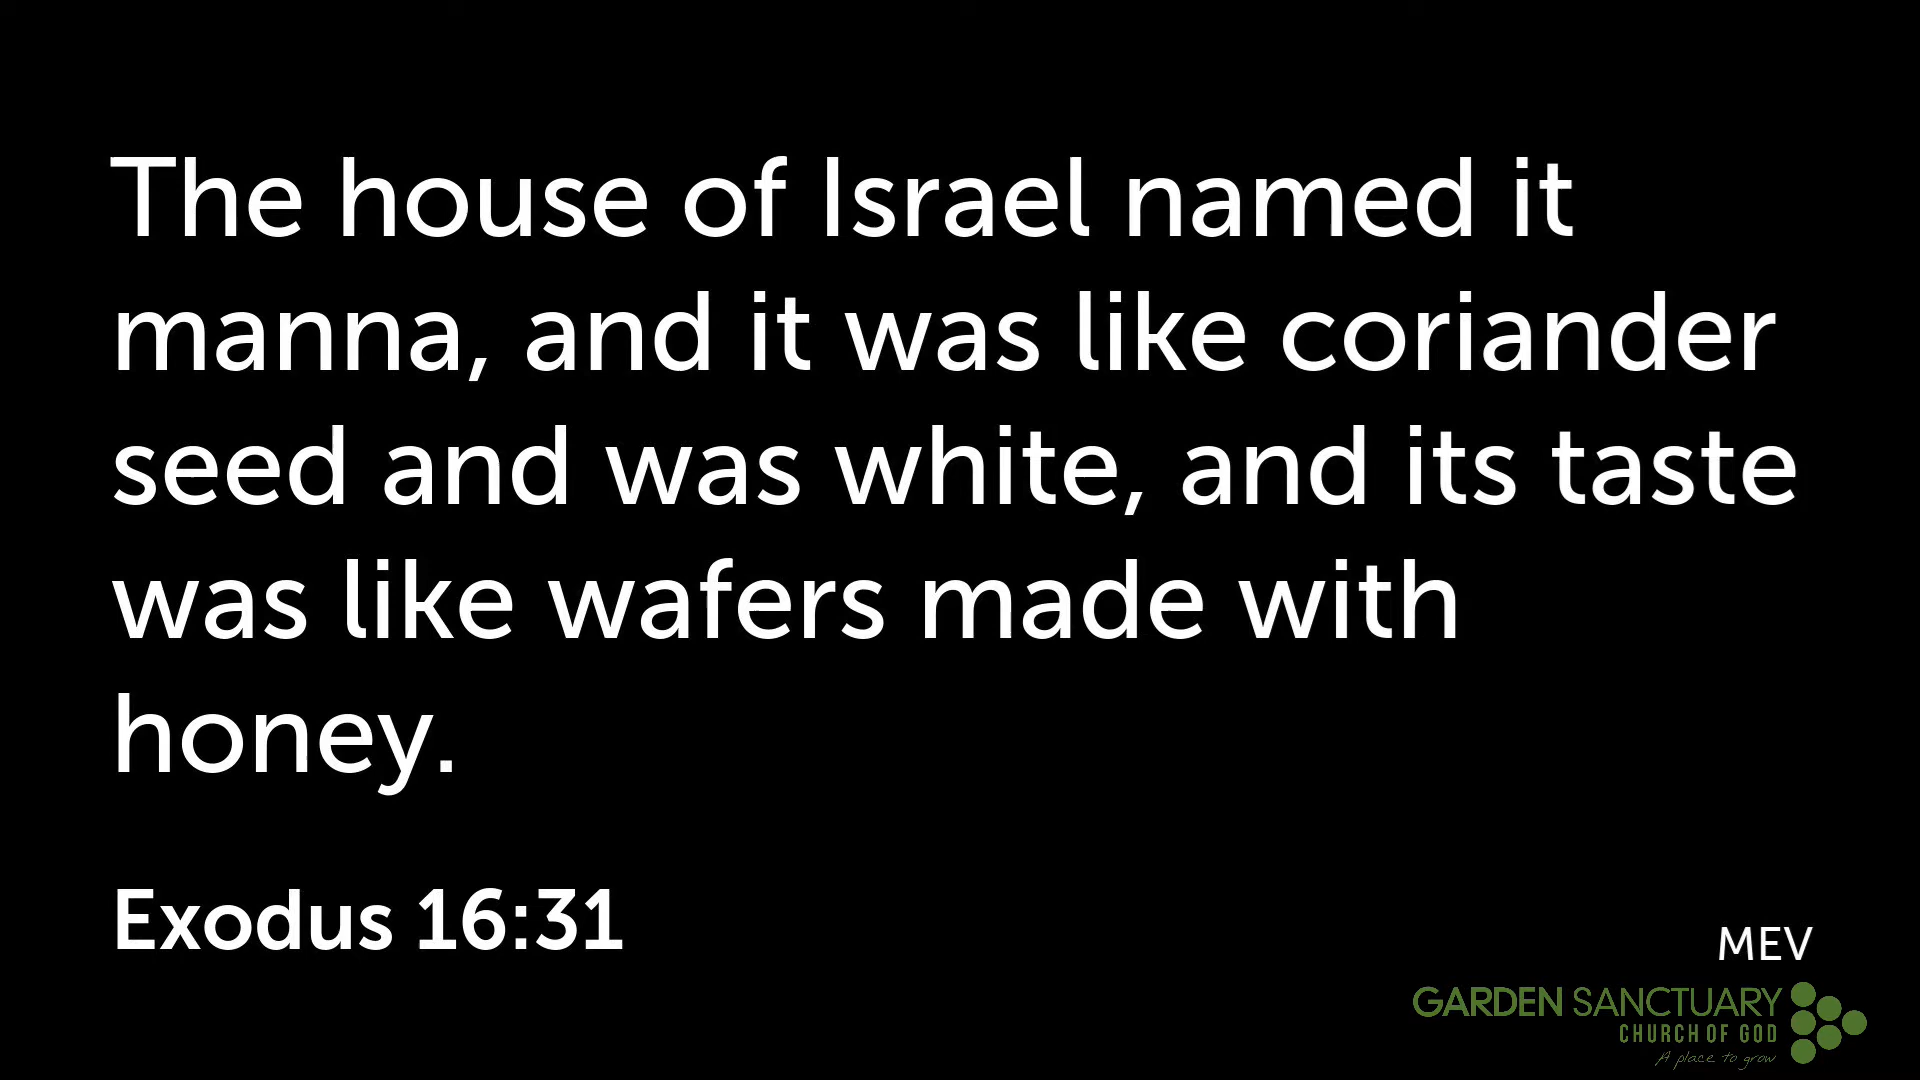 The house of Israel named it
manna, and it was like coriander
seed and was white, and its taste
was like wafers made with
honey.
Exodus 16:31
MEV
GARDEN SANCTUARY
CHURCH OF GOD
A place to grow